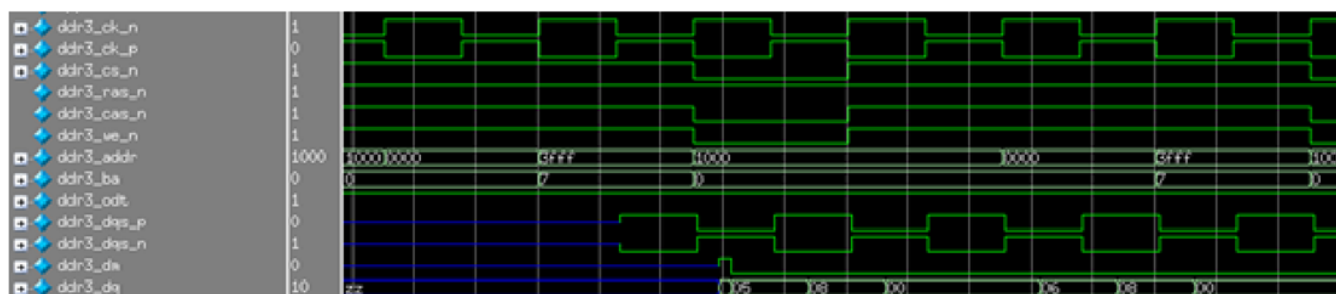 ddr3_ck_n 1
ddr3_ck_p 0
ddr3_cs_n 1
ddr3_ras_n 1
ddr3_cas_n 1
ddr3_we_n 1
ddr3_addr 1000 1000 0000 3fff 1000 0000 3fff 100
ddr3_ba 0 0 7 0 7 0
ddr3_odt 1
ddr3_dqs_p 0
ddr3_dqs_n 1
ddr3_dm 0
ddr3_dq 10 zz 05 08 00 06 08 00